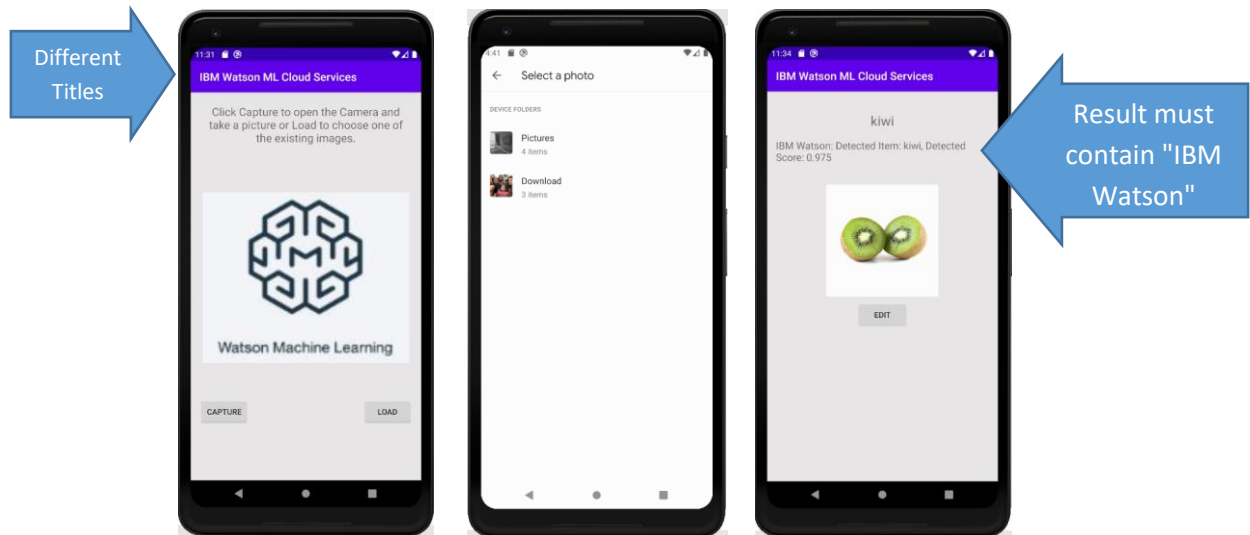 Different
Titles
11:31
IBM Watson ML Cloud Services
Click Capture to open the Camera and
take a picture or Load to choose one of
the existing images.
M
Watson Machine Learning
CAPTURE
LOAD
4:41
Select a photo
DEVICE FOLDERS
Pictures
4 items
Download
3 items
11:34
IBM Watson ML Cloud Services
kiwi
IBM Watson: Detected Item: kiwi, Detected
Score: 0.975
EDIT
Result must
contain "IBM
Watson"